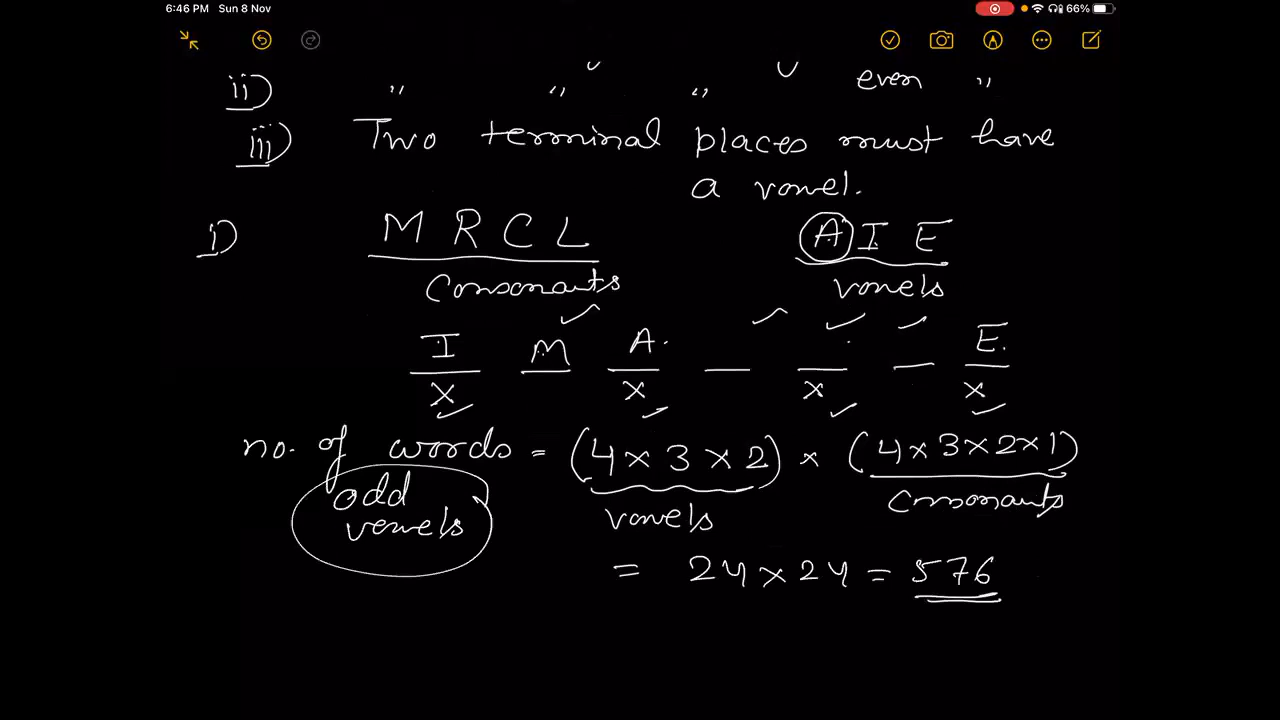 6:46 PM Sun 8 Nov 66%
ii) " " " even "
iii) Two terminal places must have
a vowel.
I) M R C L A I E
Consonants vowels
I M A. E.
x x x x
no. of words = (4 x 3 x 2) x (4 x 3 x 2 x 1)
odd vowels consonants
vowels
= 24 x 24 = 576